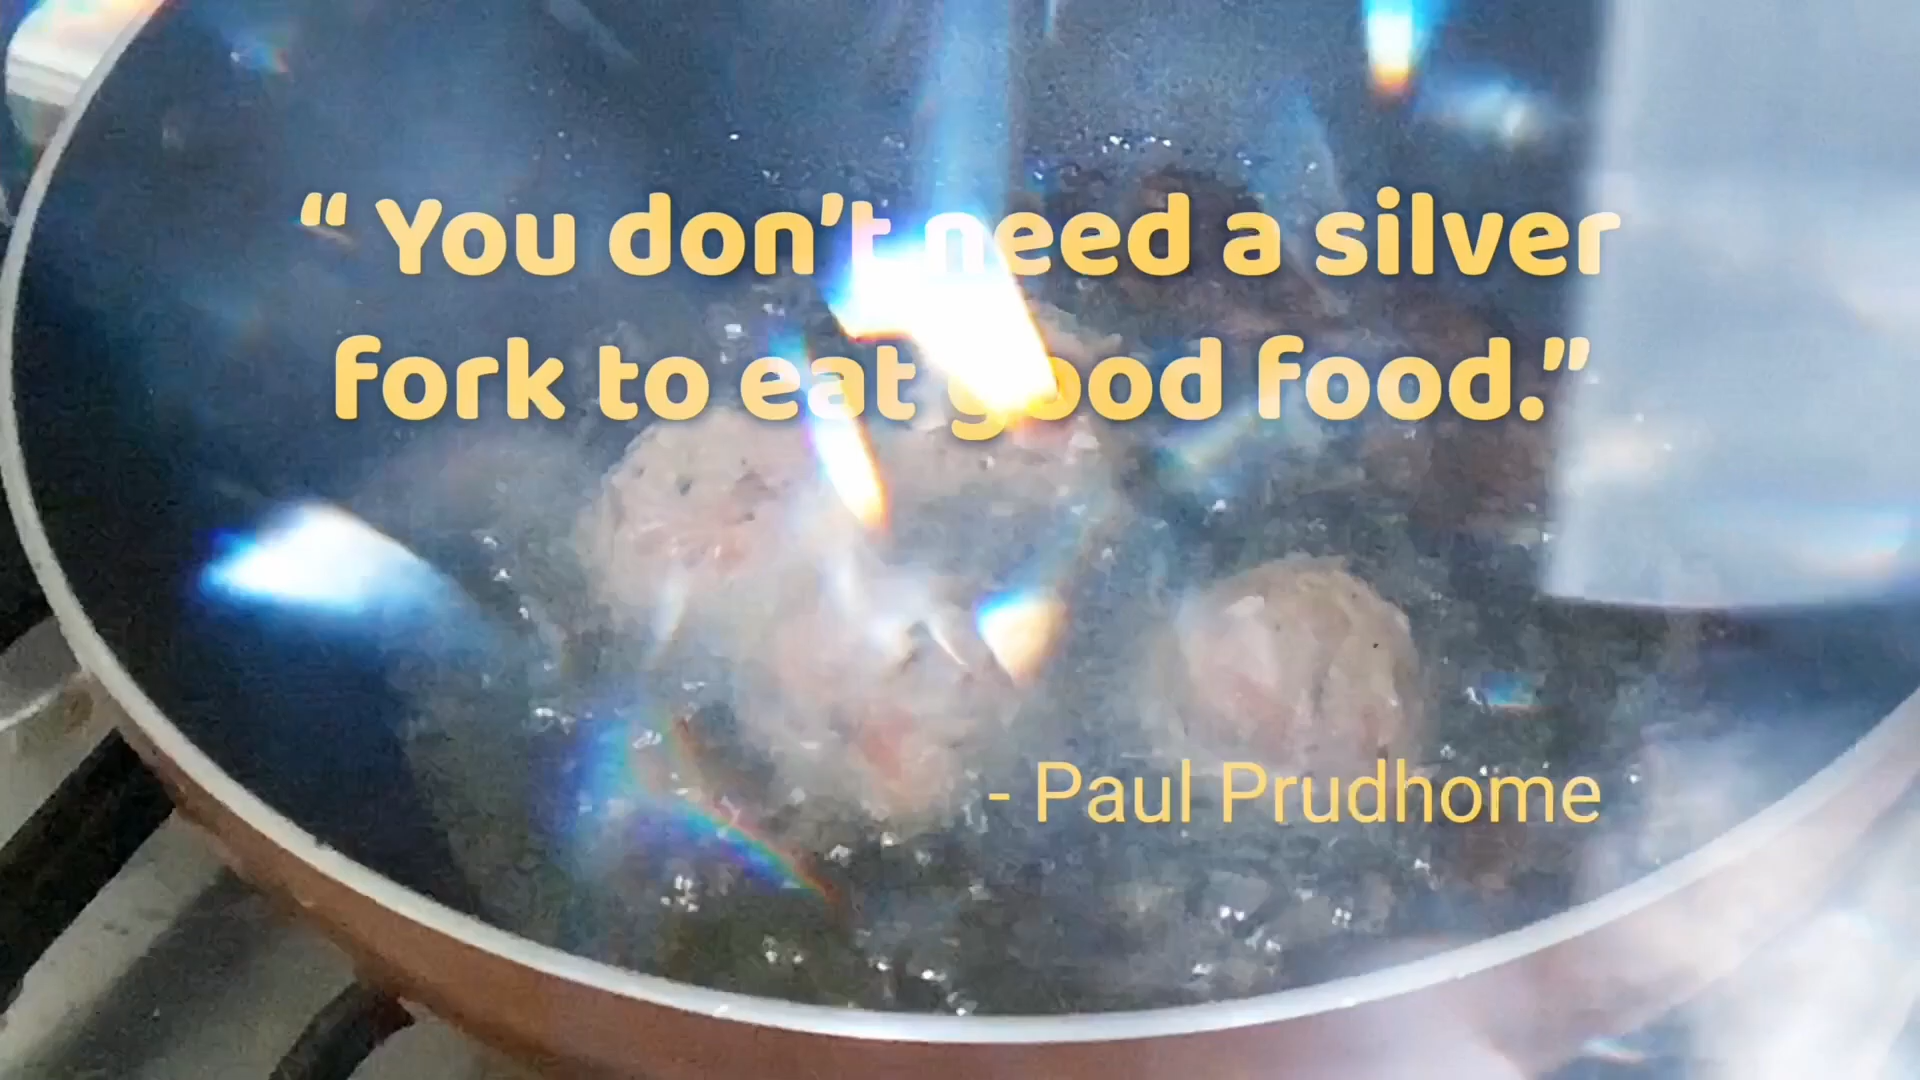 “ You don’t need a silver
fork to eat good food.”
- Paul Prudhome